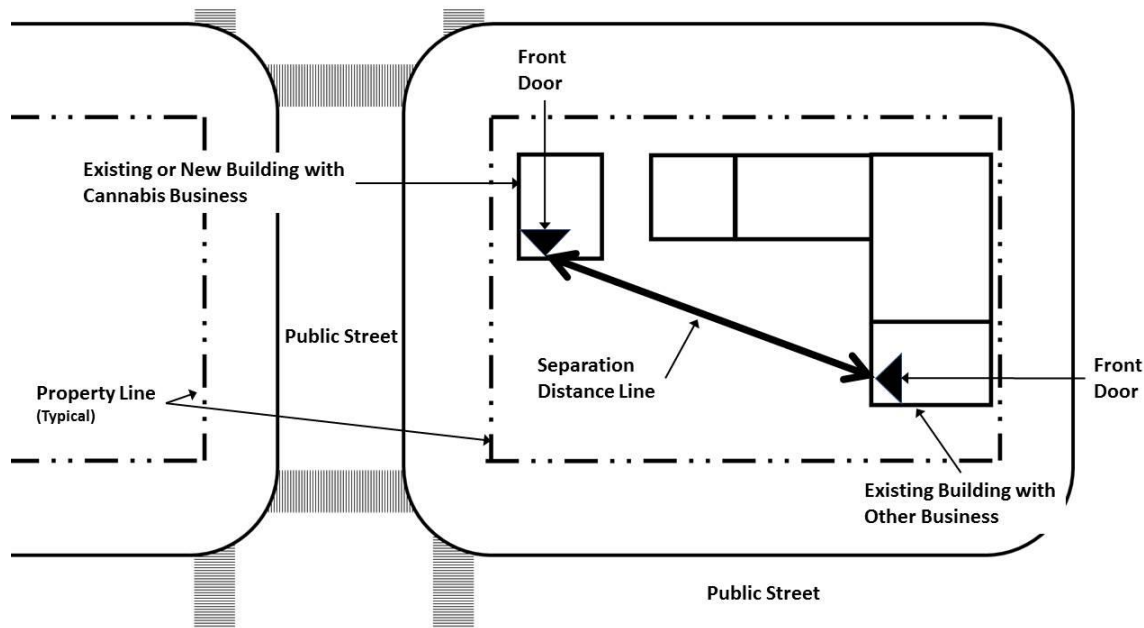 Front
Door
Existing or New Building with
Cannabis Business
Public Street
Separation
Distance Line
Property Line
(Typical)
Front
Door
Existing Building with
Other Business
Public Street